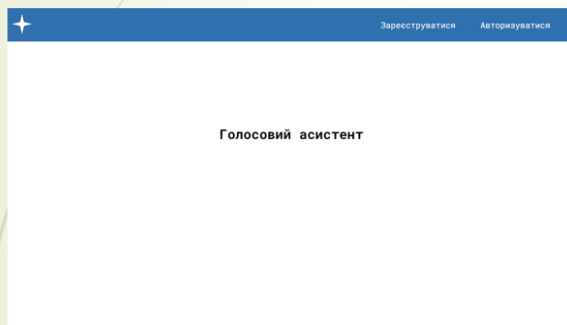 Зареєструватися Авторизуватися
Голосовий асистент